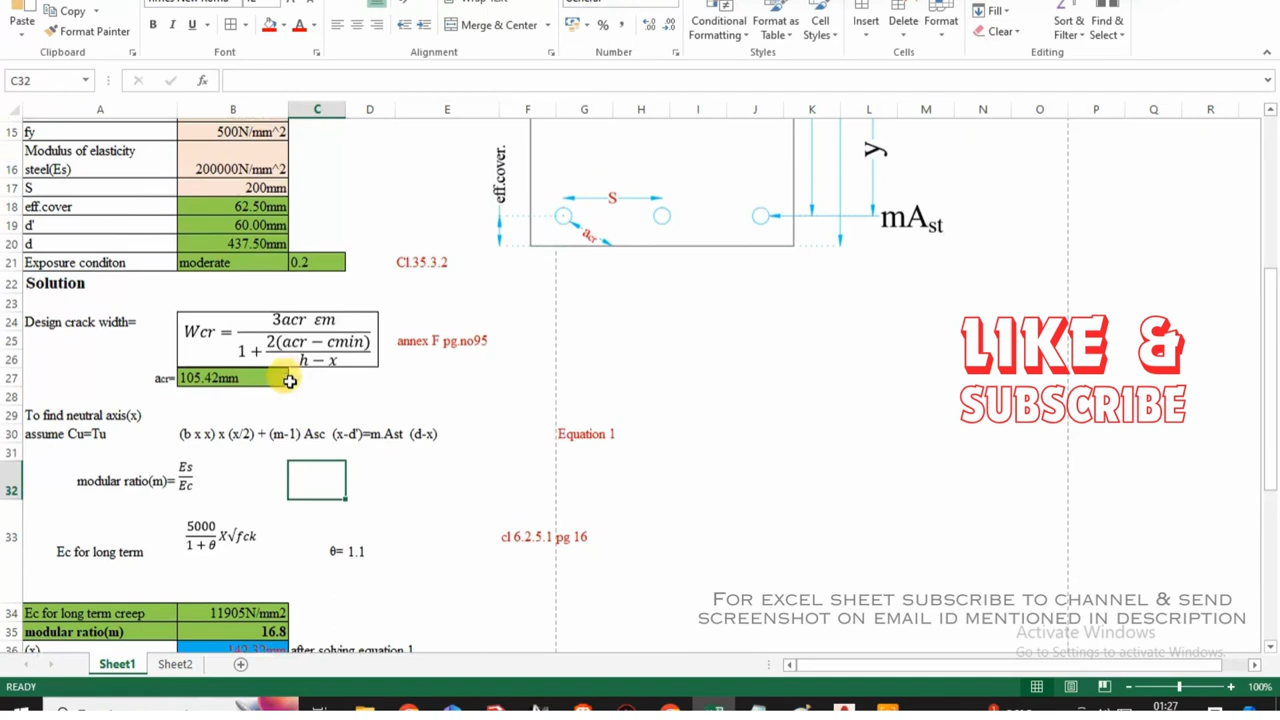 Copy
Paste
Format Painter
Clipboard
B I U
Font
Merge & Center
Alignment
% ,
Number
Conditional Formatting
Format as Table
Cell Styles
Styles
Insert
Delete
Format
Cells
Fill
Clear
Sort & Filter
Find & Select
Editing
C32
fx
A B C D E F G H I J K L M N O P Q R
15 fy 500N/mm^2
16 Modulus of elasticity steel(Es) 200000N/mm^2
17 S 200mm
18 eff.cover 62.50mm
19 d' 60.00mm
20 d 437.50mm
21 Exposure conditon moderate 0.2 Cl.35.3.2
eff.cover.
S
acr
y
mAst
22 Solution
23
24 Design crack width=
Wcr = 3acr εm / 1 + 2(acr − cmin) / h − x
25 annex F pg.no95
26
27 acr= 105.42mm
28
29 To find neutral axis(x)
30 assume Cu=Tu (b x x) x (x/2) + (m-1) Asc (x-d')=m.Ast (d-x) Equation 1
31
32 modular ratio(m)= Es / Ec
33 Ec for long term 5000 / 1 + θ X√fck θ= 1.1 cl 6.2.5.1 pg 16
34 Ec for long term creep 11905N/mm2
35 modular ratio(m) 16.8
36 (x) 142.32mm after solving equation 1
LIKE &
SUBSCRIBE
FOR EXCEL SHEET SUBSCRIBE TO CHANNEL & SEND
SCREENSHOT ON EMAIL ID MENTIONED IN DESCRIPTION
Activate Windows
Go to Settings to activate Windows.
Sheet1 Sheet2
READY
100%
01:27